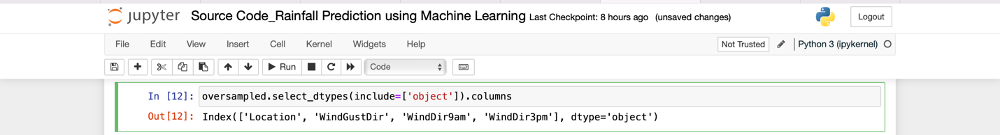 jupyter Source Code_Rainfall Prediction using Machine Learning Last Checkpoint: 8 hours ago (unsaved changes) Logout
File Edit View Insert Cell Kernel Widgets Help Not Trusted Python 3 (ipykernel)
Run Code
In [12]: oversampled.select_dtypes(include=['object']).columns
Out[12]: Index(['Location', 'WindGustDir', 'WindDir9am', 'WindDir3pm'], dtype='object')